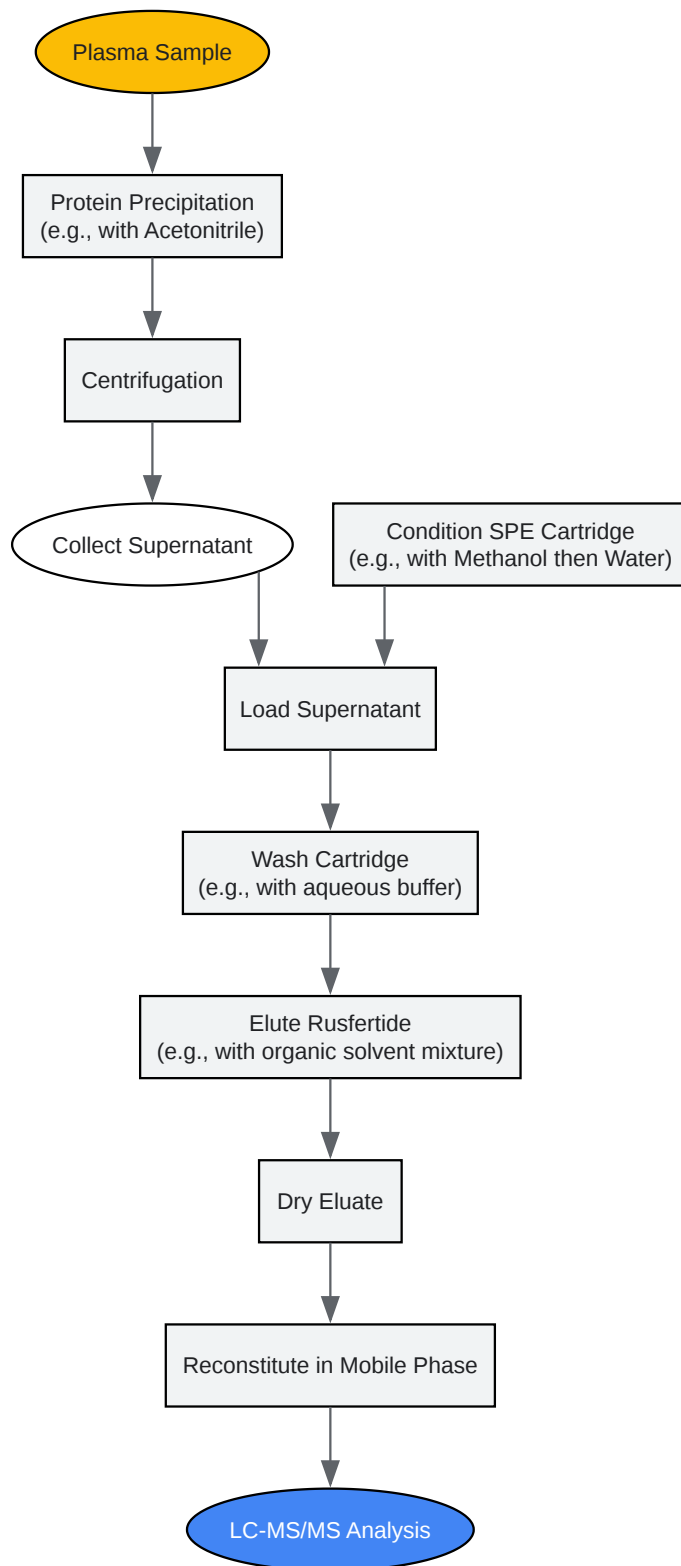 Plasma Sample
Protein Precipitation
(e.g., with Acetonitrile)
Centrifugation
Collect Supernatant
Condition SPE Cartridge
(e.g., with Methanol then Water)
Load Supernatant
Wash Cartridge
(e.g., with aqueous buffer)
Elute Rusfertide
(e.g., with organic solvent mixture)
Dry Eluate
Reconstitute in Mobile Phase
LC-MS/MS Analysis